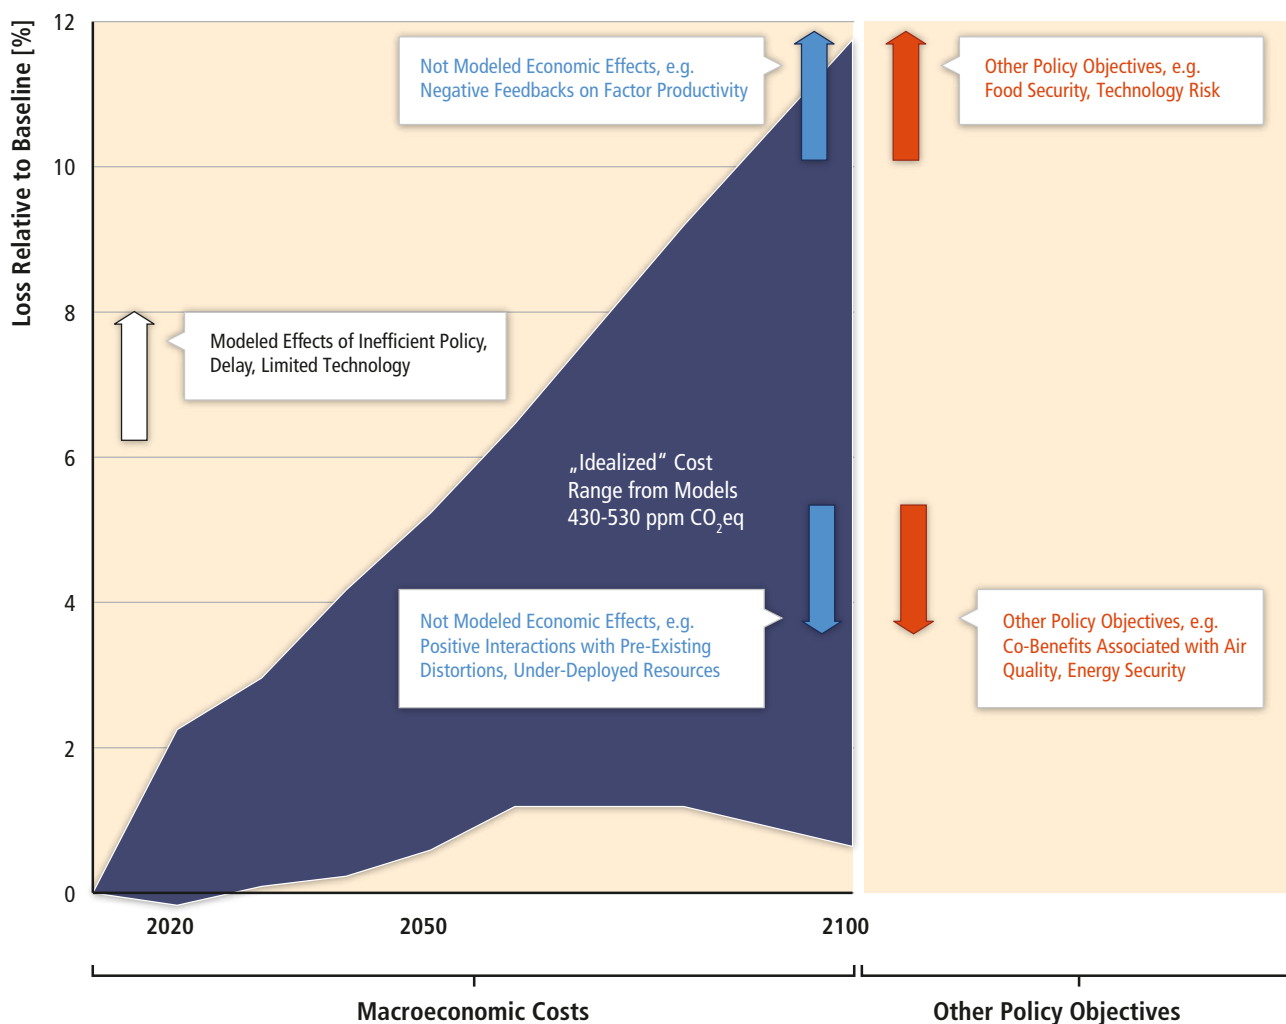 Loss Relative to Baseline [%]
12
10
8
6
4
2
0
Not Modeled Economic Effects, e.g.
Negative Feedbacks on Factor Productivity
Other Policy Objectives, e.g.
Food Security, Technology Risk
Modeled Effects of Inefficient Policy,
Delay, Limited Technology
„Idealized“ Cost
Range from Models
430-530 ppm CO₂eq
Not Modeled Economic Effects, e.g.
Positive Interactions with Pre-Existing
Distortions, Under-Deployed Resources
Other Policy Objectives, e.g.
Co-Benefits Associated with Air
Quality, Energy Security
2020
2050
2100
Macroeconomic Costs
Other Policy Objectives